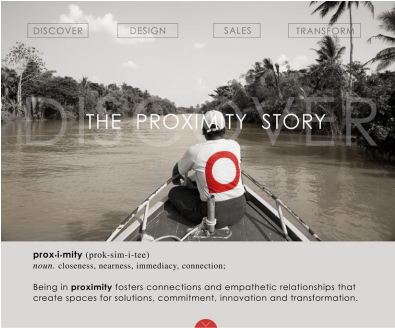 DISCOVER
DESIGN
SALES
TRANSFORM
DISCOVER
THE PROXIMITY STORY
prox·i·mity (prok-sim-i-tee)
noun. closeness, nearness, immediacy, connection;
Being in proximity fosters connections and empathetic relationships that
create spaces for solutions, commitment, innovation and transformation.